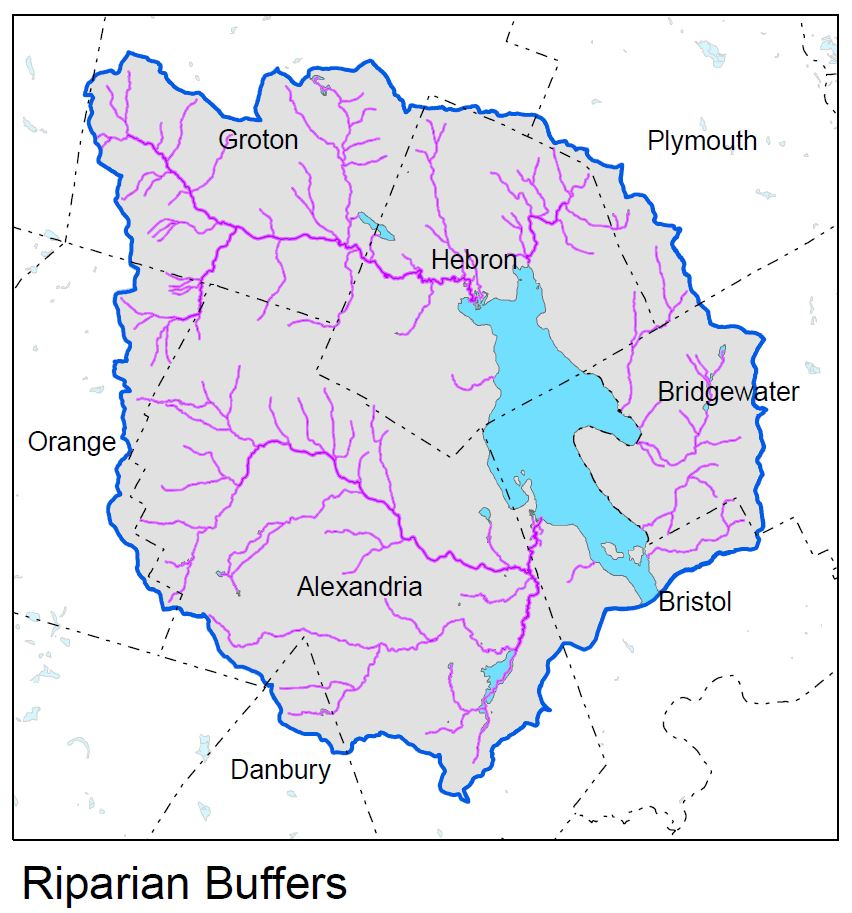 Groton
Plymouth
Hebron
Bridgewater
Orange
Alexandria
Bristol
Danbury
Riparian Buffers